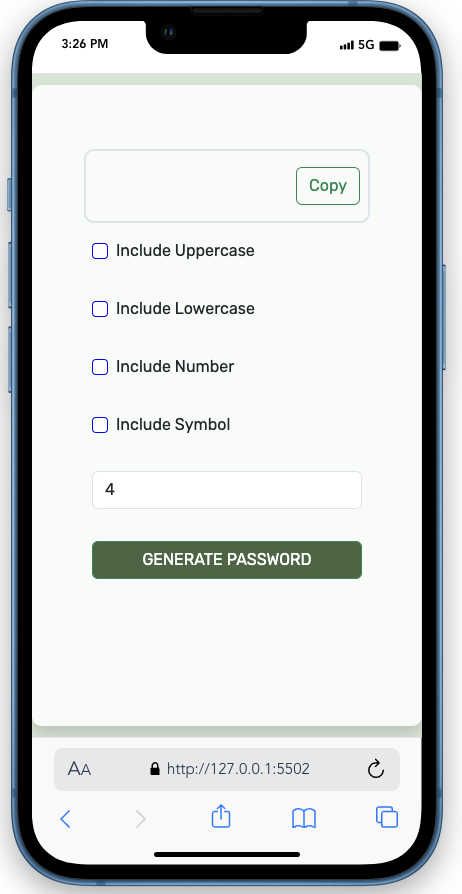 3:26 PM
5G
Copy
Include Uppercase
Include Lowercase
Include Number
Include Symbol
4
GENERATE PASSWORD
AA
http://127.0.0.1:5502